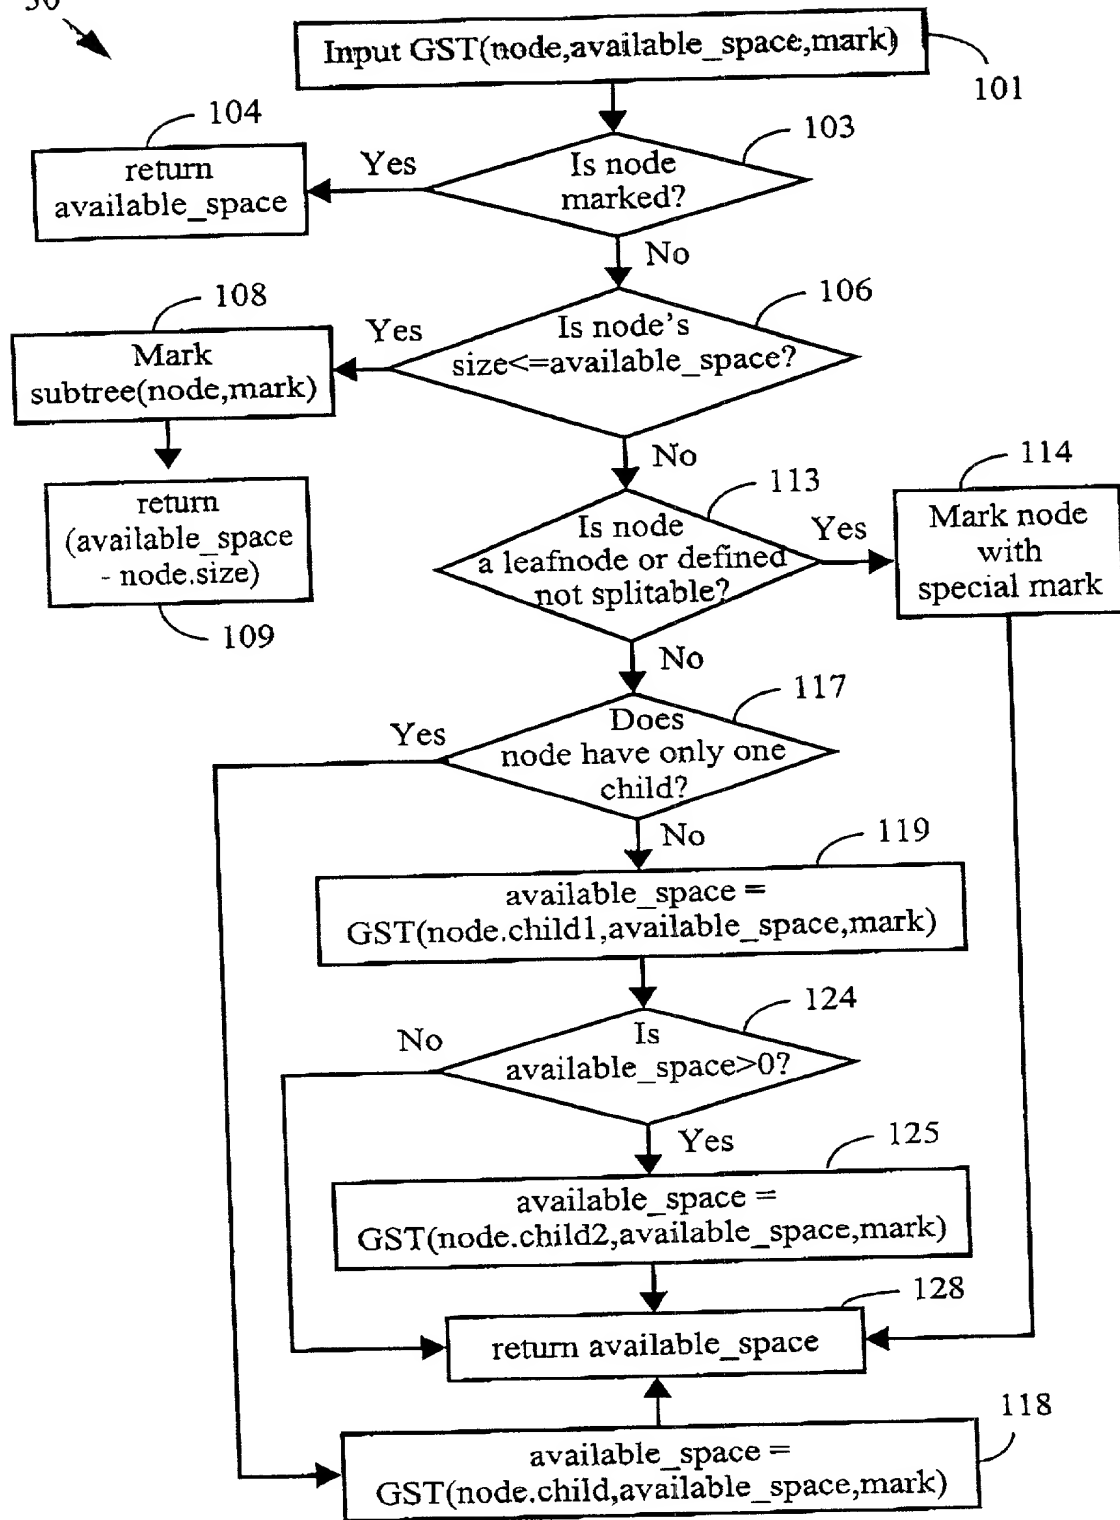 Input GST(node,available_space,mark)
101
104
103
return
available_space
Yes
Is node
marked?
No
108
106
Mark
subtree(node,mark)
Yes
Is node's
size<=available_space?
No
return
(available_space
- node.size)
109
113
114
Is node
a leafnode or defined
not splitable?
Yes
Mark node
with
special mark
No
117
Yes
Does
node have only one
child?
No
119
available_space =
GST(node.child1,available_space,mark)
124
No
Is
available_space>0?
Yes
125
available_space =
GST(node.child2,available_space,mark)
128
return available_space
118
available_space =
GST(node.child,available_space,mark)